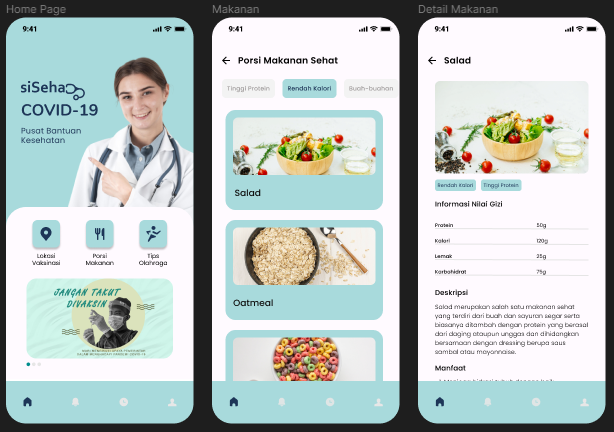 Home Page
9:41
siSehat
COVID-19
Pusat Bantuan
Kesehatan
Lokasi
Vaksinasi
Porsi
Makanan
Tips
Olahraga
JANGAN TAKUT
DIVAKSIN
Makanan
9:41
Porsi Makanan Sehat
Tinggi Protein
Rendah Kalori
Buah-buahan
Salad
Oatmeal
Detail Makanan
9:41
Salad
Rendah Kalori
Tinggi Protein
Informasi Nilai Gizi
Protein 50g
Kalori 120g
Lemak 25g
Karbohidrat 75g
Deskripsi
Salad merupakan salah satu makanan sehat
yang terdiri dari buah dan sayuran segar serta
biasanya ditambah dengan protein yang berasal
dari daging ataupun unggas dan dihidangkan
bersamaan dengan dressing berupa saus
sambal atau mayonnaise.
Manfaat